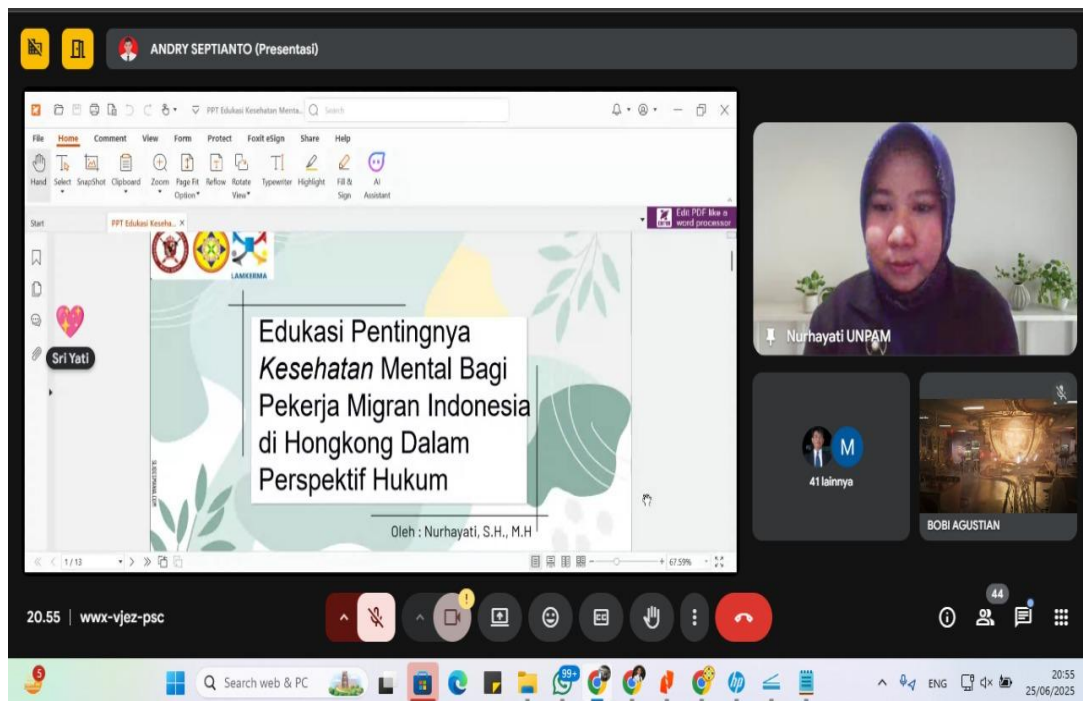 ANDRY SEPTIANTO (Presentasi)
PPT Edukasi Kesehatan Menta...
Search
File Home Comment View Form Protect Foxit eSign Share Help
Hand Select SnapShot Clipboard Zoom Page Fit Option Reflow Rotate View Typewriter Highlight Fill & Sign AI Assistant
Start
PPT Edukasi Keseha... X
Edit PDF like a
word processor
LAMKERMA
Edukasi Pentingnya
Kesehatan Mental Bagi
Pekerja Migran Indonesia
di Hongkong Dalam
Perspektif Hukum
Oleh : Nurhayati, S.H., M.H
Sri Yati
1/13
67.59%
Nurhayati UNPAM
M
41 lainnya
BOBI AGUSTIAN
20.55 | wwx-vjez-psc
44
5
Search web & PC
99+
ENG
20:55
25/06/2025